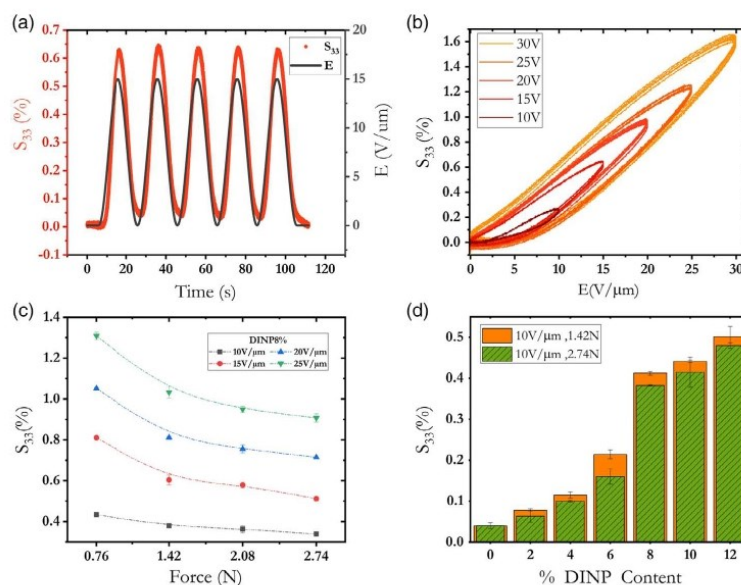 (a)
0.7
0.6
0.5
0.4
0.3
0.2
0.1
0.0
-0.1
S₃₃ (%)
S₃₃
E
20
15
10
5
0
E (V/um)
0 20 40 60 80 100 120
Time (s)
(b)
1.6
1.4
1.2
1.0
0.8
0.6
0.4
0.2
0.0
S₃₃ (%)
30V
25V
20V
15V
10V
0 5 10 15 20 25 30
E(V/μm)
(c)
1.4
1.2
1.0
0.8
0.6
0.4
S₃₃(%)
DINP8%
10V/μm 20V/μm
15V/μm 25V/μm
0.76 1.42 2.08 2.74
Force (N)
(d)
0.5
0.4
0.3
0.2
0.1
0.0
S₃₃(%)
10V/μm ,1.42N
10V/μm ,2.74N
0 2 4 6 8 10 12
% DINP Content